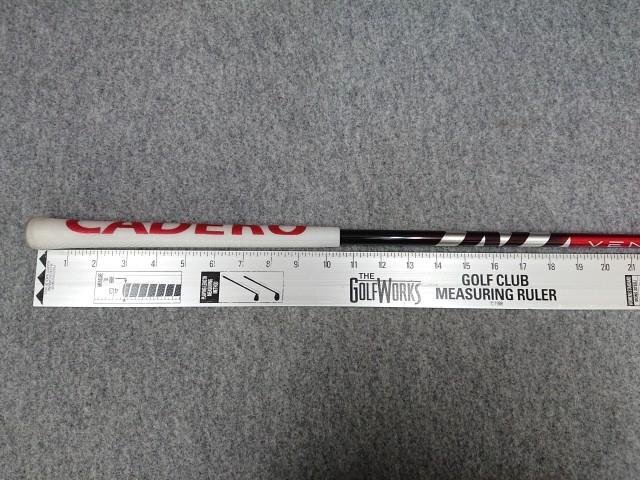 CADERO
VEN
1 2 3 4 5 6 7 8 9 10 11 12 13 14 15 16 17 18 19 20 21
THE
GOLFWORKS
GOLF CLUB
MEASURING RULER